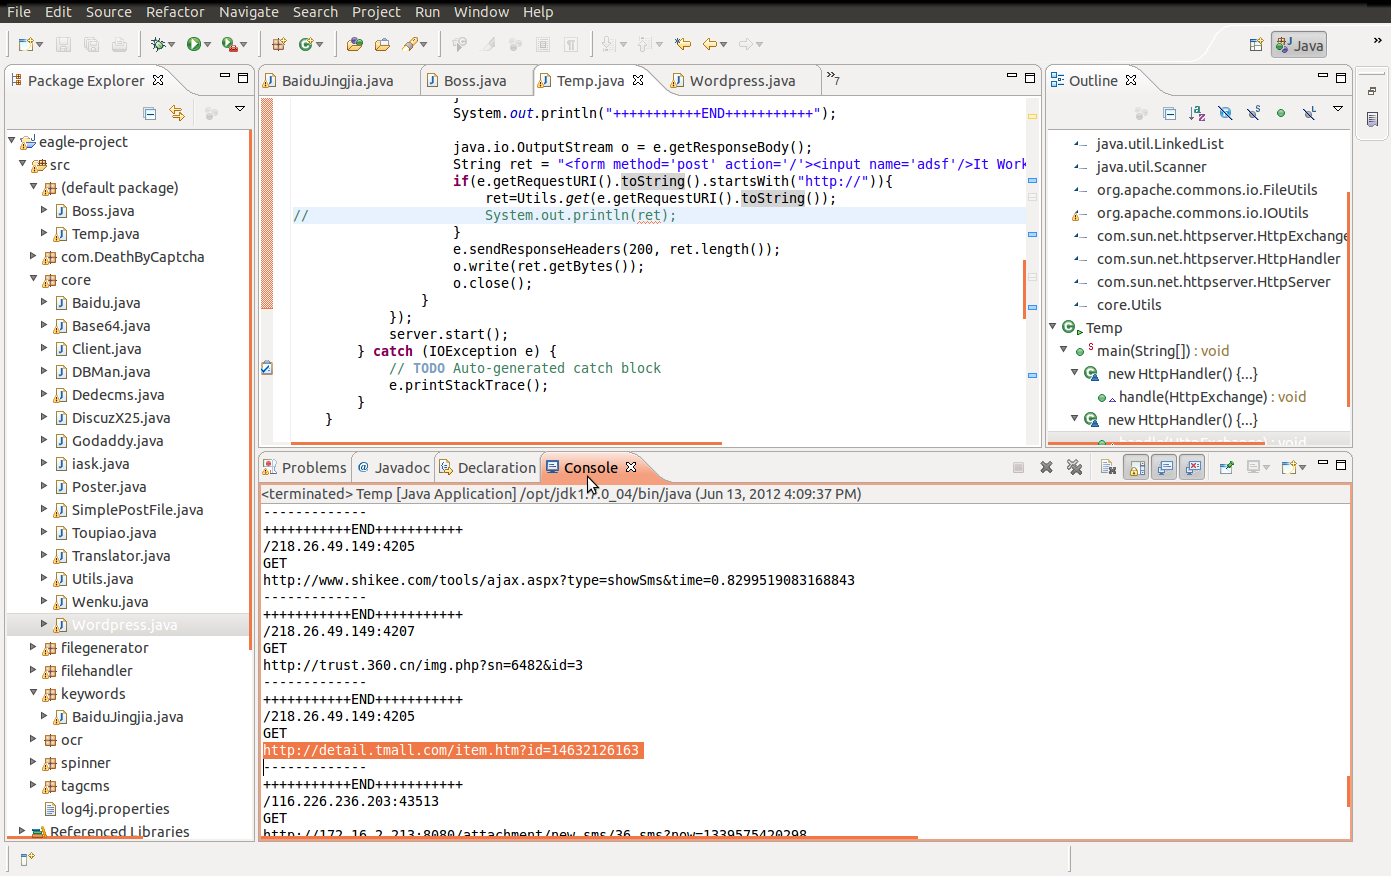 File Edit Source Refactor Navigate Search Project Run Window Help
Java
»
Package Explorer
eagle-project
src
(default package)
Boss.java
Temp.java
com.DeathByCaptcha
core
Baidu.java
Base64.java
Client.java
DBMan.java
Dedecms.java
DiscuzX25.java
Godaddy.java
iask.java
Poster.java
SimplePostFile.java
Toupiao.java
Translator.java
Utils.java
Wenku.java
Wordpress.java
filegenerator
filehandler
keywords
BaiduJingjia.java
ocr
spinner
tagcms
log4j.properties
Referenced Libraries
BaiduJingjia.java Boss.java Temp.java Wordpress.java »7
}
System.out.println("+++++++++++END+++++++++++");
java.io.OutputStream o = e.getResponseBody();
String ret = "<form method='post' action='/'><input name='adsf'/>It Work
if(e.getRequestURI().toString().startsWith("http://")){
ret=Utils.get(e.getRequestURI().toString());
// System.out.println(ret);
}
e.sendResponseHeaders(200, ret.length());
o.write(ret.getBytes());
o.close();
}
});
server.start();
} catch (IOException e) {
// TODO Auto-generated catch block
e.printStackTrace();
}
}
Outline
java.util.LinkedList
java.util.Scanner
org.apache.commons.io.FileUtils
org.apache.commons.io.IOUtils
com.sun.net.httpserver.HttpExchange
com.sun.net.httpserver.HttpHandler
com.sun.net.httpserver.HttpServer
core.Utils
Temp
main(String[]) : void
new HttpHandler() {...}
handle(HttpExchange) : void
new HttpHandler() {...}
handle(HttpExchange) : void
Problems Javadoc Declaration Console
<terminated> Temp [Java Application] /opt/jdk1.7.0_04/bin/java (Jun 13, 2012 4:09:37 PM)
-------------
+++++++++++END+++++++++++
/218.26.49.149:4205
GET
http://www.shikee.com/tools/ajax.aspx?type=showSms&time=0.8299519083168843
-------------
+++++++++++END+++++++++++
/218.26.49.149:4207
GET
http://trust.360.cn/img.php?sn=6482&id=3
-------------
+++++++++++END+++++++++++
/218.26.49.149:4205
GET
http://detail.tmall.com/item.htm?id=14632126163
-------------
+++++++++++END+++++++++++
/116.226.236.203:43513
GET
http://172.16.2.213:8080/attachment/new_sms/36.sms?now=1339575420298